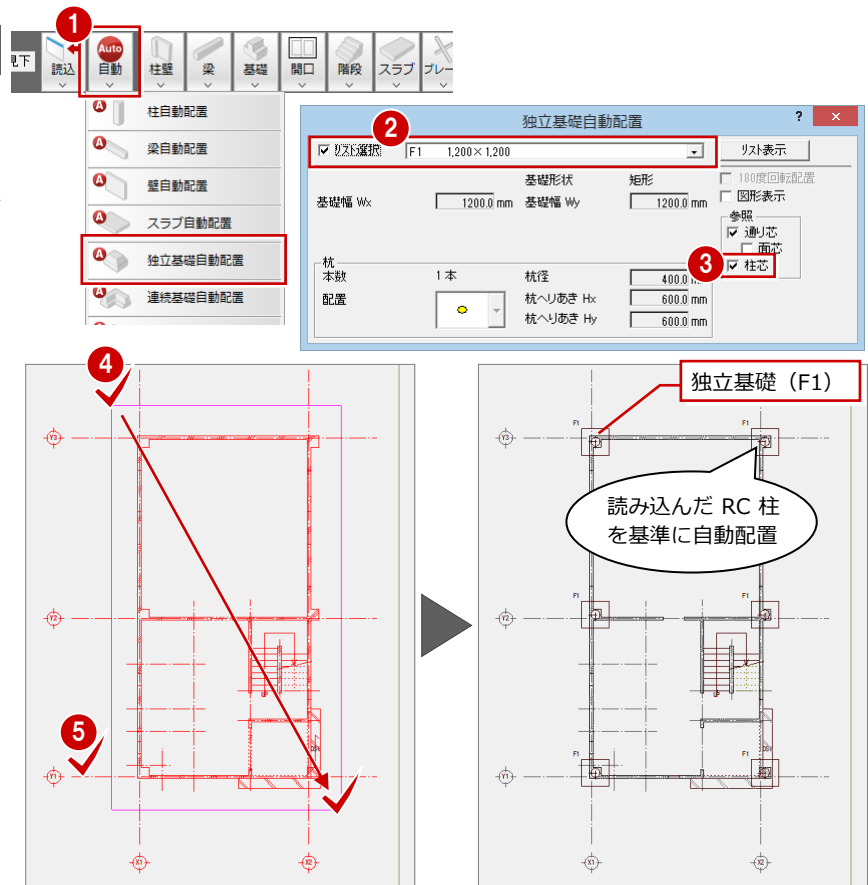 1
見下
読込
Auto
自動
柱壁
梁
基礎
開口
階段
スラブ
ブレー
A 柱自動配置
A 梁自動配置
A 壁自動配置
A スラブ自動配置
A 独立基礎自動配置
A 連続基礎自動配置
2
独立基礎自動配置
? ×
リスト選択 F1 1,200×1,200
リスト表示
基礎形状 矩形
180度回転配置
図形表示
基礎幅 Wx 1200.0 mm 基礎幅 Wy 1200.0 mm
参照
通り芯
面芯
3
柱芯
杭
本数 1 本 杭径 400.0
配置 杭へりあき Hx 600.0 mm
杭へりあき Hy 600.0 mm
4
Y3
Y2
5
Y1
X1
X2
独立基礎（F1）
F1
F1
Y3
読み込んだ RC 柱
を基準に自動配置
F1
F1
Y2
F1
F1
Y1
X1
X2